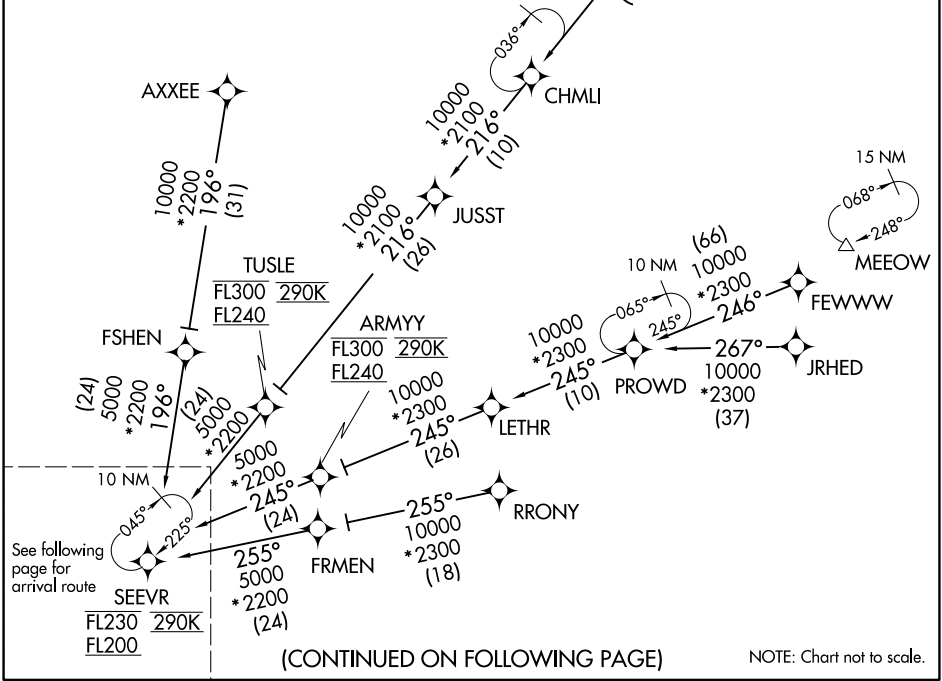 036°
CHMLI
AXXEE
10000
*2100
216°
(10)
10000
*2200
196°
(31)
JUSST
10000
*2100
216°
(26)
15 NM
068°
248°
MEEOW
TUSLE
FL300 290K
FL240
(66)
10000
*2300
246°
FEWWW
10 NM
065°
245°
PROWD
267°
10000
*2300
(37)
JRHED
ARMYY
FL300 290K
FL240
10000
*2300
245°
(10)
FSHEN
(24)
5000
*2200
196°
(24)
5000
*2200
10000
*2300
245°
(26)
LETHR
5000
*2200
245°
(24)
255°
10000
*2300
(18)
RRONY
10 NM
045°
225°
FRMEN
255°
5000
*2200
(24)
See following
page for
arrival route
SEEVR
FL230 290K
FL200
(CONTINUED ON FOLLOWING PAGE)
NOTE: Chart not to scale.